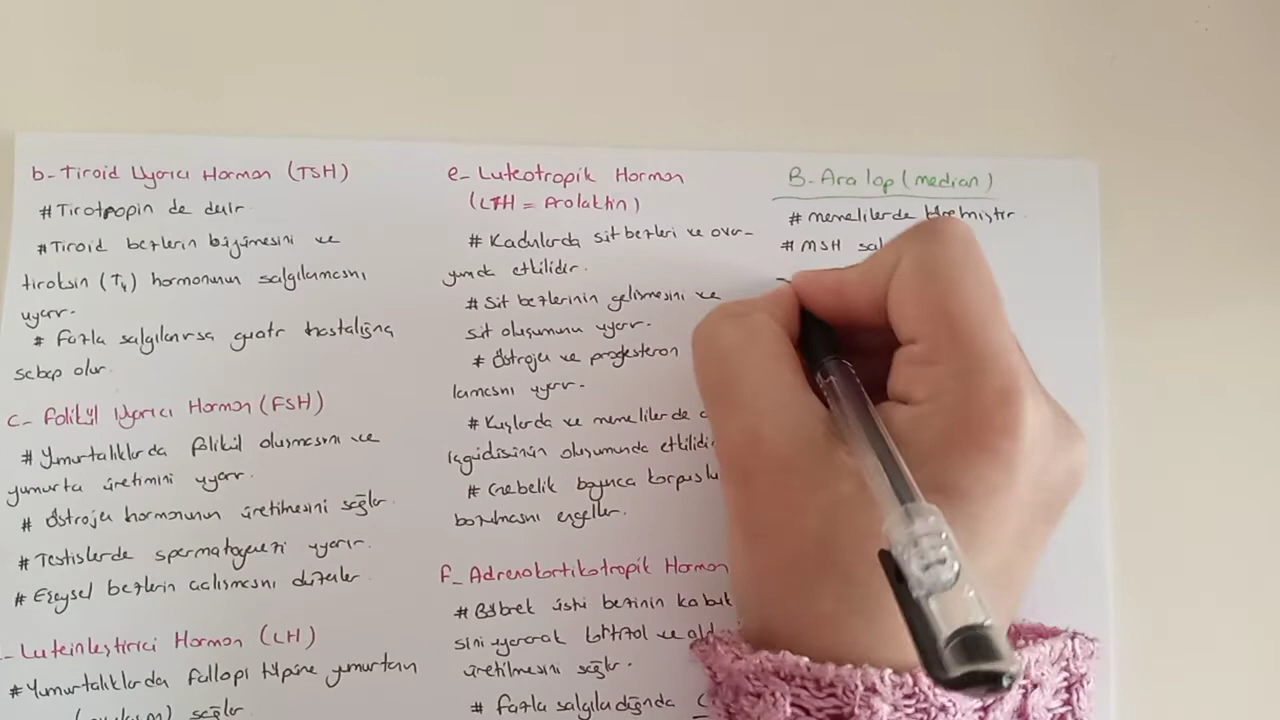 b- Tiroid Uyarıcı Hormon (TSH)
# Tirotropin de denir.
# Tiroid bezlerin büyümesini ve
tiroksin (T4) hormonunun salgılanmasını
uyarır.
# Fazla salgılanırsa guatr hastalığına
sebep olur.
c- Folikül Uyarıcı Hormon (FSH)
# Yumurtalıklarda folikül oluşmasını ve
yumurta üretimini uyarır.
# Östrojen hormonunun üretilmesini sağlar.
# Testislerde spermatogenezi uyarır.
# Eşeysel bezlerin çalışmasını düzenler.
- Luteinleştirici Hormon (LH)
# Yumurtalıklarda fallopi tüpüne yumurtanın
sağlar
e- Luteotropik Hormon
(LTH = Prolaktin)
# Kadınlarda süt bezleri ve ovar-
yumda etkilidir.
# Süt bezlerinin gelişmesini ve
süt oluşumunu uyarır.
# Östrojen ve progesteron
lamasını uyarır.
# Kuşlarda ve memelilerde
içgüdüsünün oluşumunda etkilidir
# Gebelik boyunca korpus lu
bozulmasını engeller.
f- Adrenokortikotropik Hormon
# Böbrek üstü bezinin kabuk
sini uyararak kortizol ve ald
üretilmesini sağlar.
# Fazla salgılandığında
B- Ara lop (median)
# memelilerde körelmiştir
# MSH sal